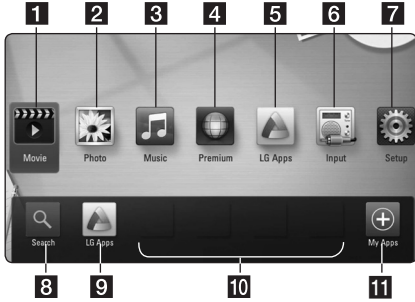 1 2 3 4 5 6 7
Movie Photo Music Premium LG Apps Input Setup
Search LG Apps My Apps
8 9 10 11